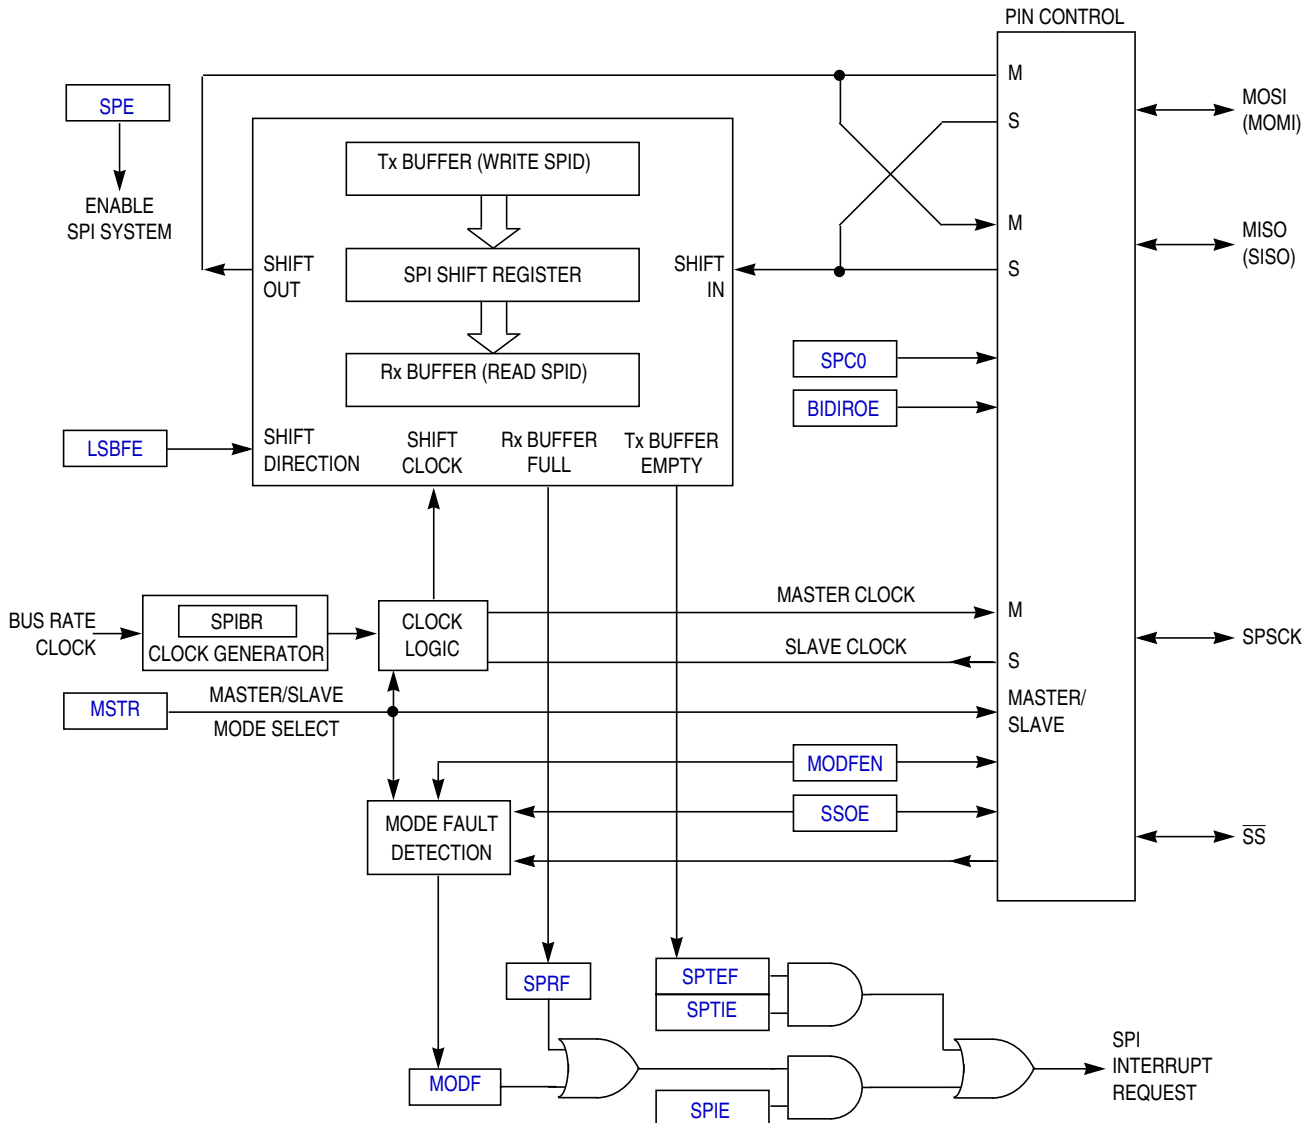 PIN CONTROL
M
SPE
MOSI
(MOMI)
S
Tx BUFFER (WRITE SPID)
ENABLE
SPI SYSTEM
M
MISO
(SISO)
SHIFT
OUT
SPI SHIFT REGISTER
SHIFT
IN
S
SPC0
Rx BUFFER (READ SPID)
BIDIROE
LSBFE
SHIFT
DIRECTION
SHIFT
CLOCK
Rx BUFFER
FULL
Tx BUFFER
EMPTY
BUS RATE
CLOCK
SPIBR
CLOCK GENERATOR
CLOCK
LOGIC
MASTER CLOCK
M
SLAVE CLOCK
S
SPSCK
MSTR
MASTER/SLAVE
MODE SELECT
MASTER/
SLAVE
MODFEN
MODE FAULT
DETECTION
SSOE
SS
SPRF
SPTEF
SPTIE
SPI
INTERRUPT
REQUEST
MODF
SPIE